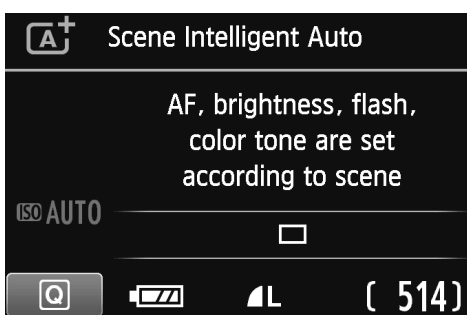 A+ Scene Intelligent Auto
AF, brightness, flash,
color tone are set
according to scene
ISO AUTO
Q L ( 514)